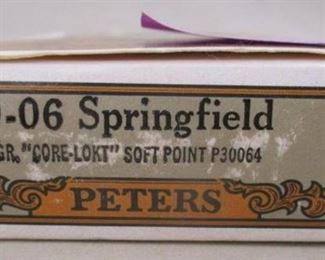 -06 Springfield
GR. "CORE-LOKT" SOFT POINT P30064
PETERS